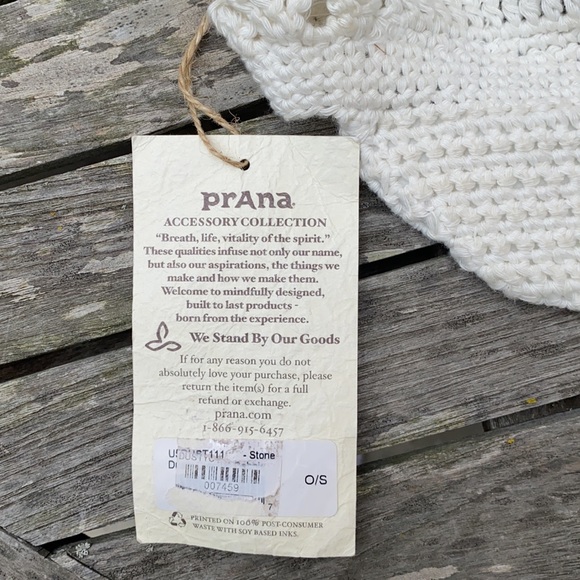 prAna
ACCESSORY COLLECTION
“Breath, life, vitality of the spirit.”
These qualities infuse not only our name,
but also our aspirations, the things we
make and how we make them.
Welcome to mindfully designed,
built to last products -
born from the experience.
We Stand By Our Goods
If for any reason you do not
absolutely love your purchase, please
return the item(s) for a full
refund or exchange.
prana.com
1-866-915-6457
- Stone
O/S
007459
7
PRINTED ON 100% POST-CONSUMER
WASTE WITH SOY BASED INKS.